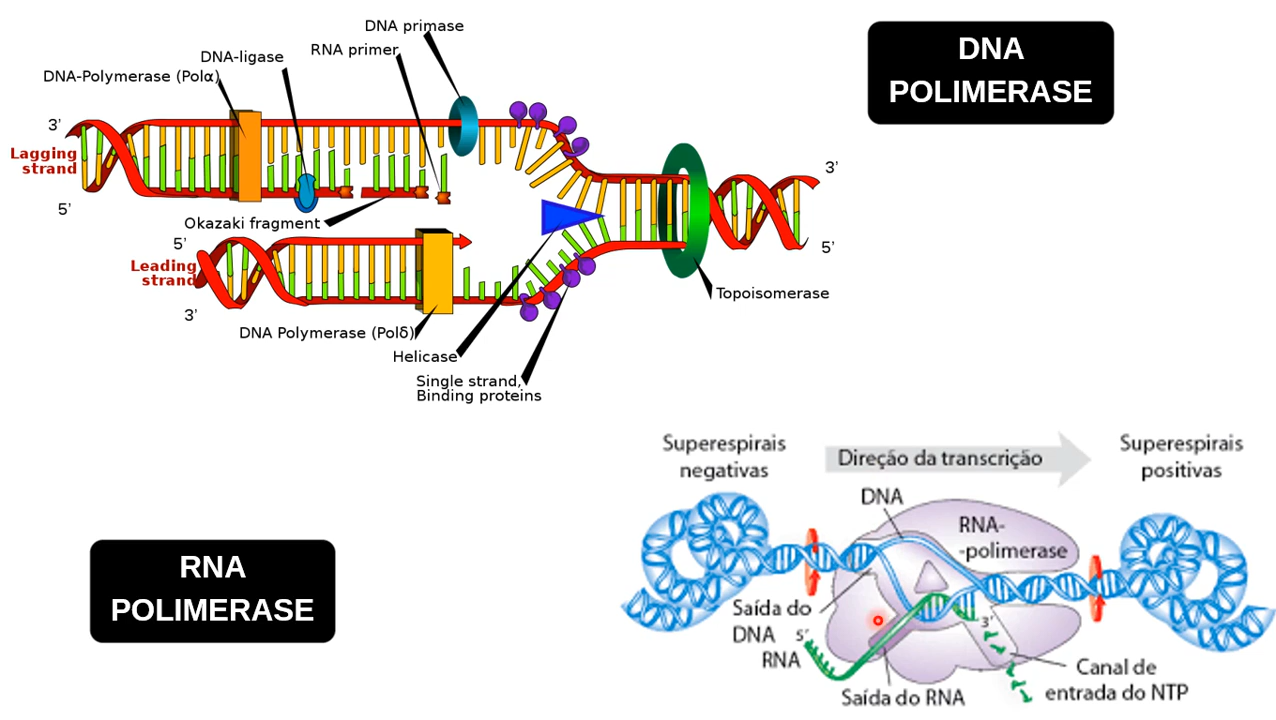 DNA primase
RNA primer
DNA-ligase
DNA-Polymerase (Polα)
3’
Lagging
strand
5’
Okazaki fragment
5’
Leading
strand
3’
DNA Polymerase (Polδ)
Helicase
Single strand,
Binding proteins
Topoisomerase
3’
5’
DNA
POLIMERASE
RNA
POLIMERASE
Superespirais
negativas
Direção da transcrição
Superespirais
positivas
DNA
RNA-
-polimerase
Saída do
DNA
5′
RNA
3′
Saída do RNA
Canal de
entrada do NTP